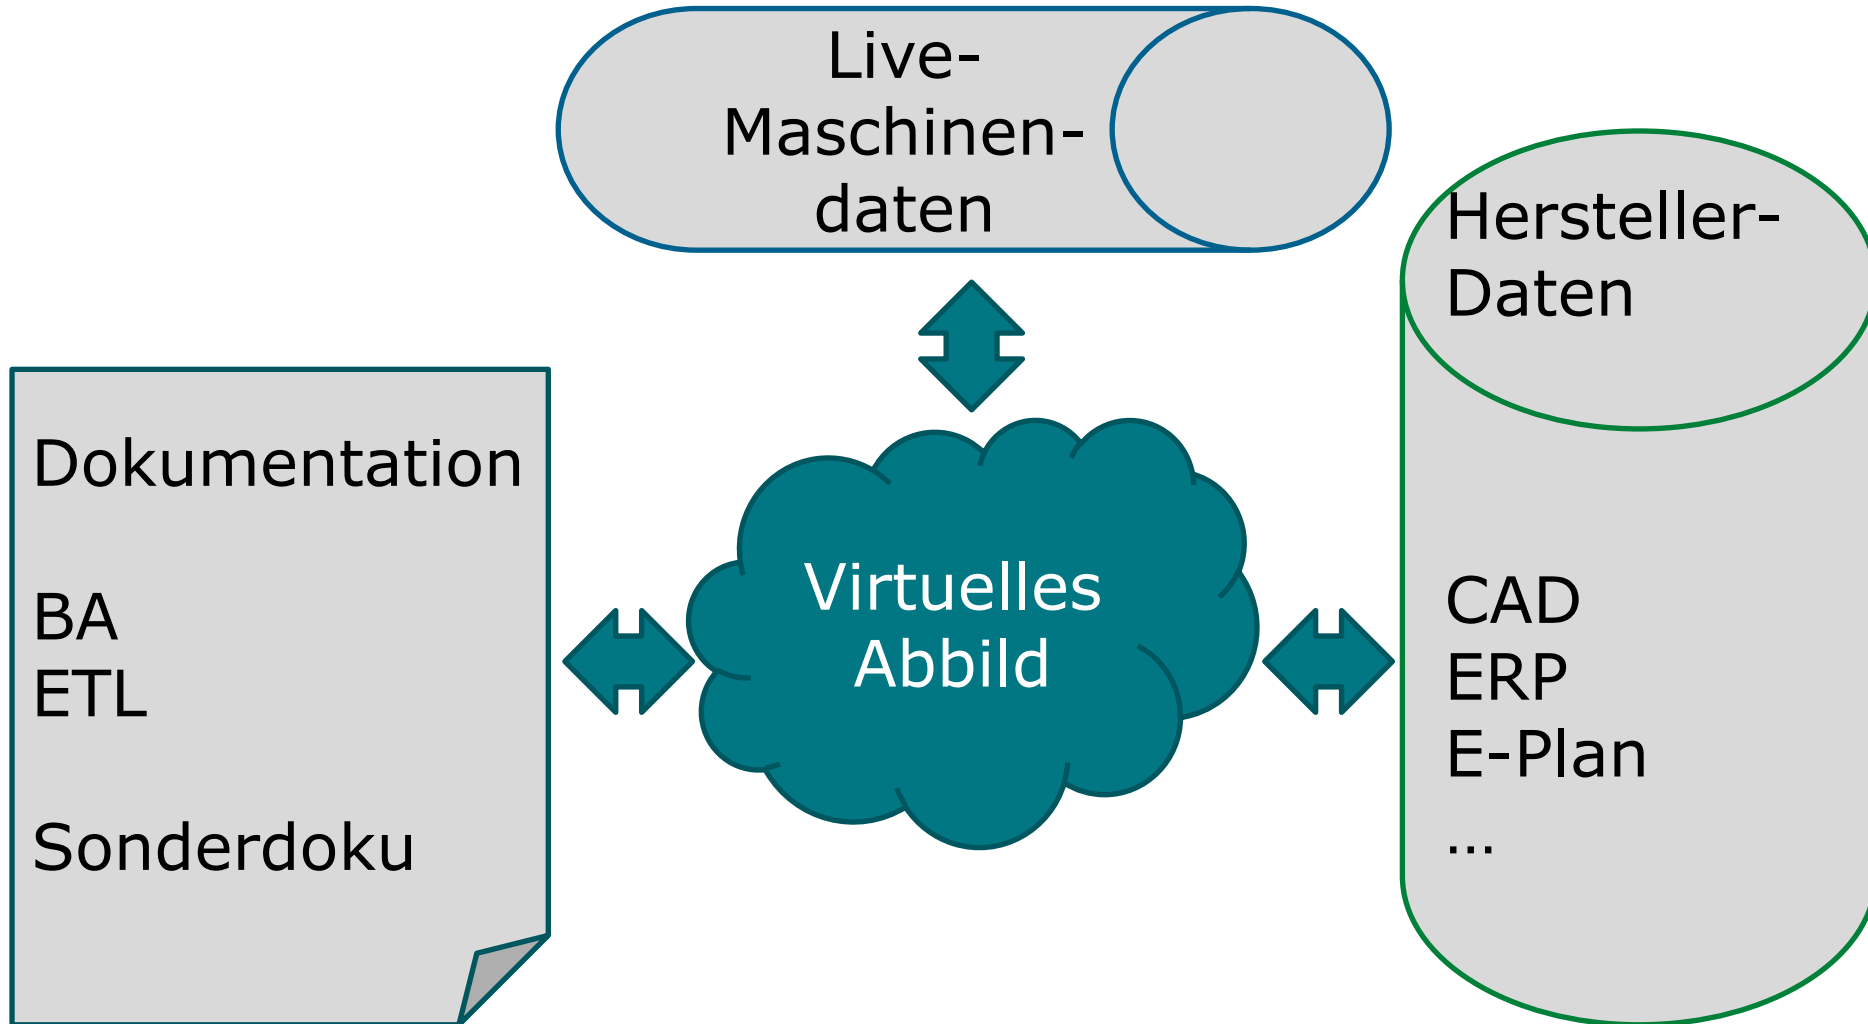 Live-
Maschinen-
daten
Hersteller-
Daten
CAD
ERP
E-Plan
...
Dokumentation
BA
ETL
Sonderdoku
Virtuelles
Abbild